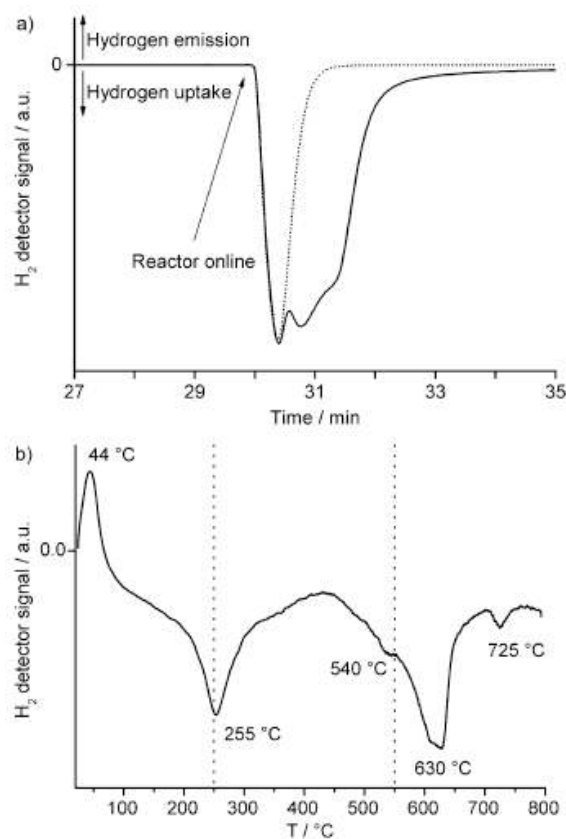 a)
Hydrogen emission
0
Hydrogen uptake
H2 detector signal / a.u.
Reactor online
27 29 31 33 35
Time / min
b)
44 °C
0.0
H2 detector signal / a.u.
540 °C
725 °C
255 °C
630 °C
100 200 300 400 500 600 700 800
T / °C